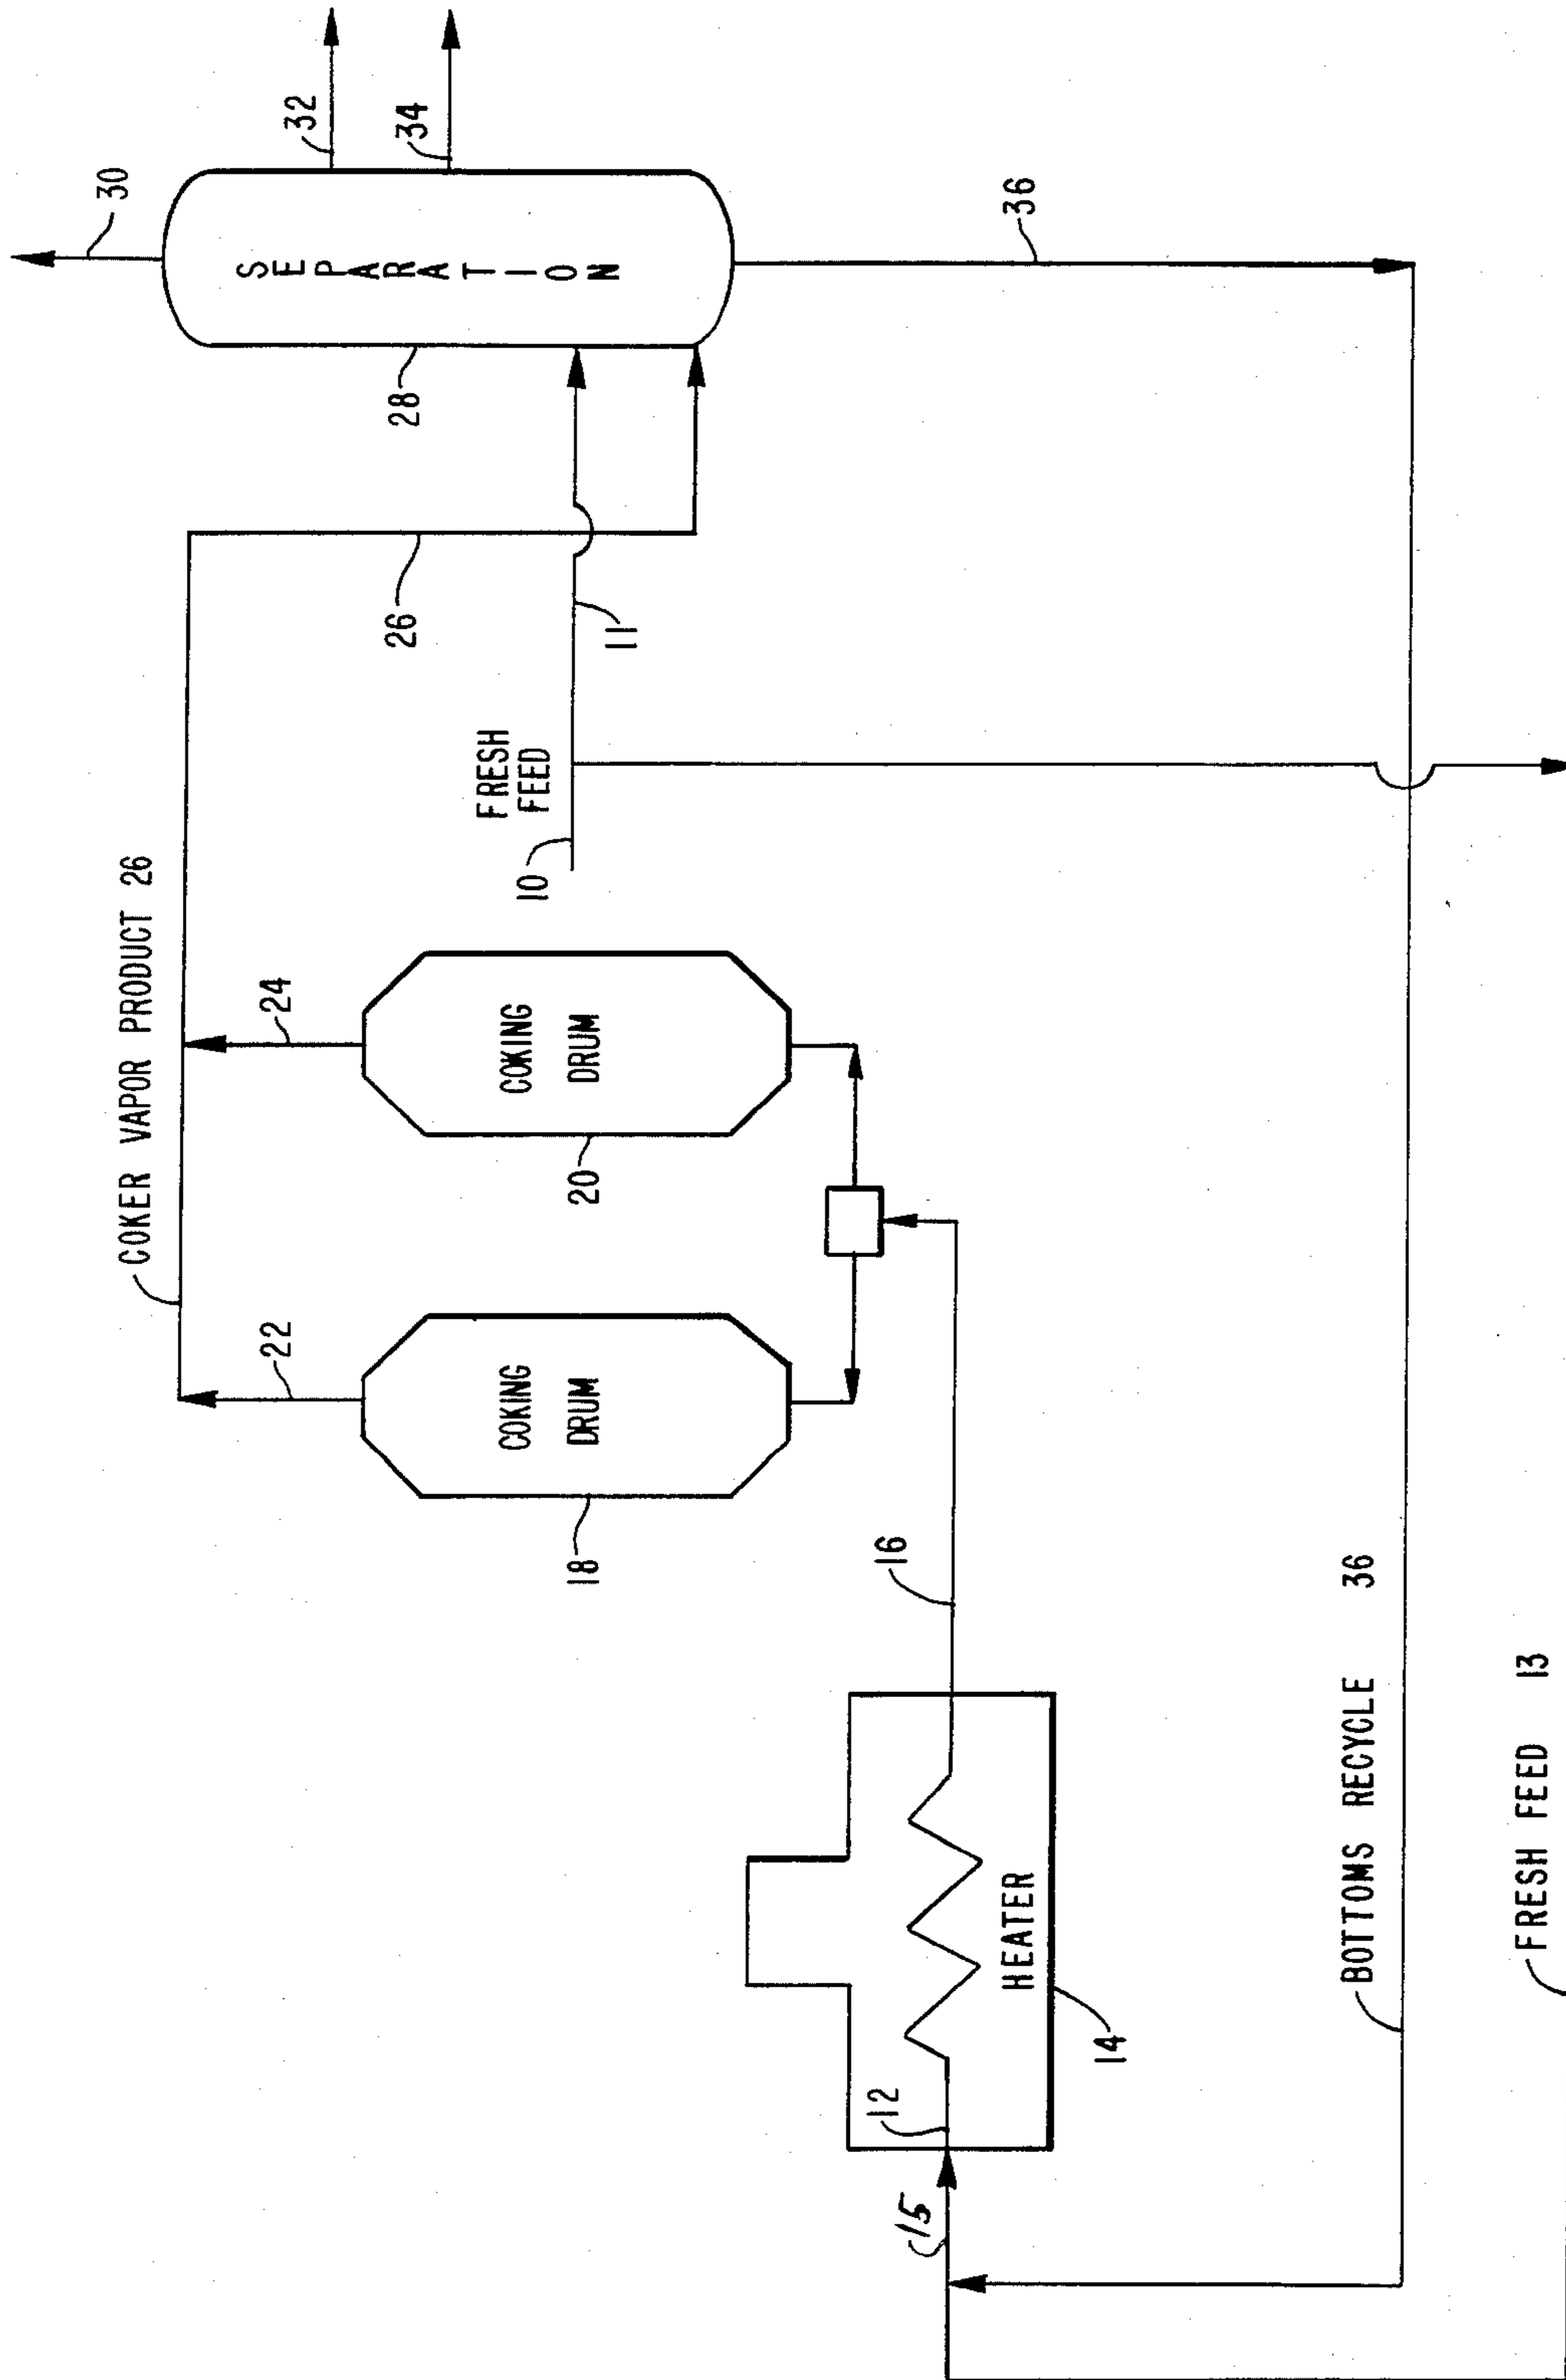 30
32
34
SEPARATION
28
36
26
11
FRESH
FEED
10
COKER VAPOR PRODUCT 26
24
22
COKING
DRUM
20
COKING
DRUM
18
16
12
15
HEATER
14
BOTTOMS RECYCLE 36
FRESH FEED 13